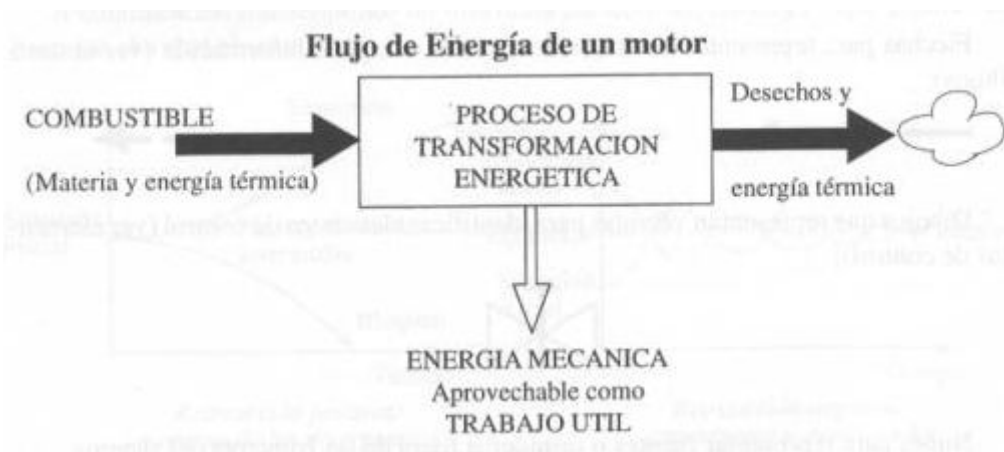 Flujo de Energía de un motor
COMBUSTIBLE
(Materia y energía térmica)
PROCESO DE
TRANSFORMACION
ENERGETICA
Desechos y
energía térmica
ENERGIA MECANICA
Aprovechable como
TRABAJO UTIL